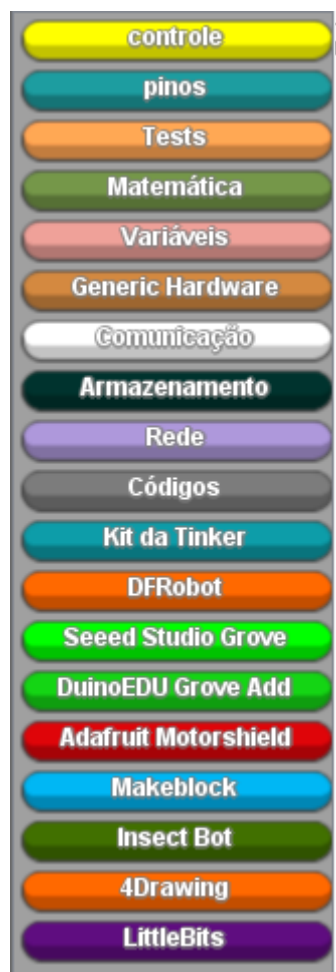 controle
pinos
Tests
Matemática
Variáveis
Generic Hardware
Comunicação
Armazenamento
Rede
Códigos
Kit da Tinker
DFRobot
Seeed Studio Grove
DuinoEDU Grove Add
Adafruit Motorshield
Makeblock
Insect Bot
4Drawing
LittleBits